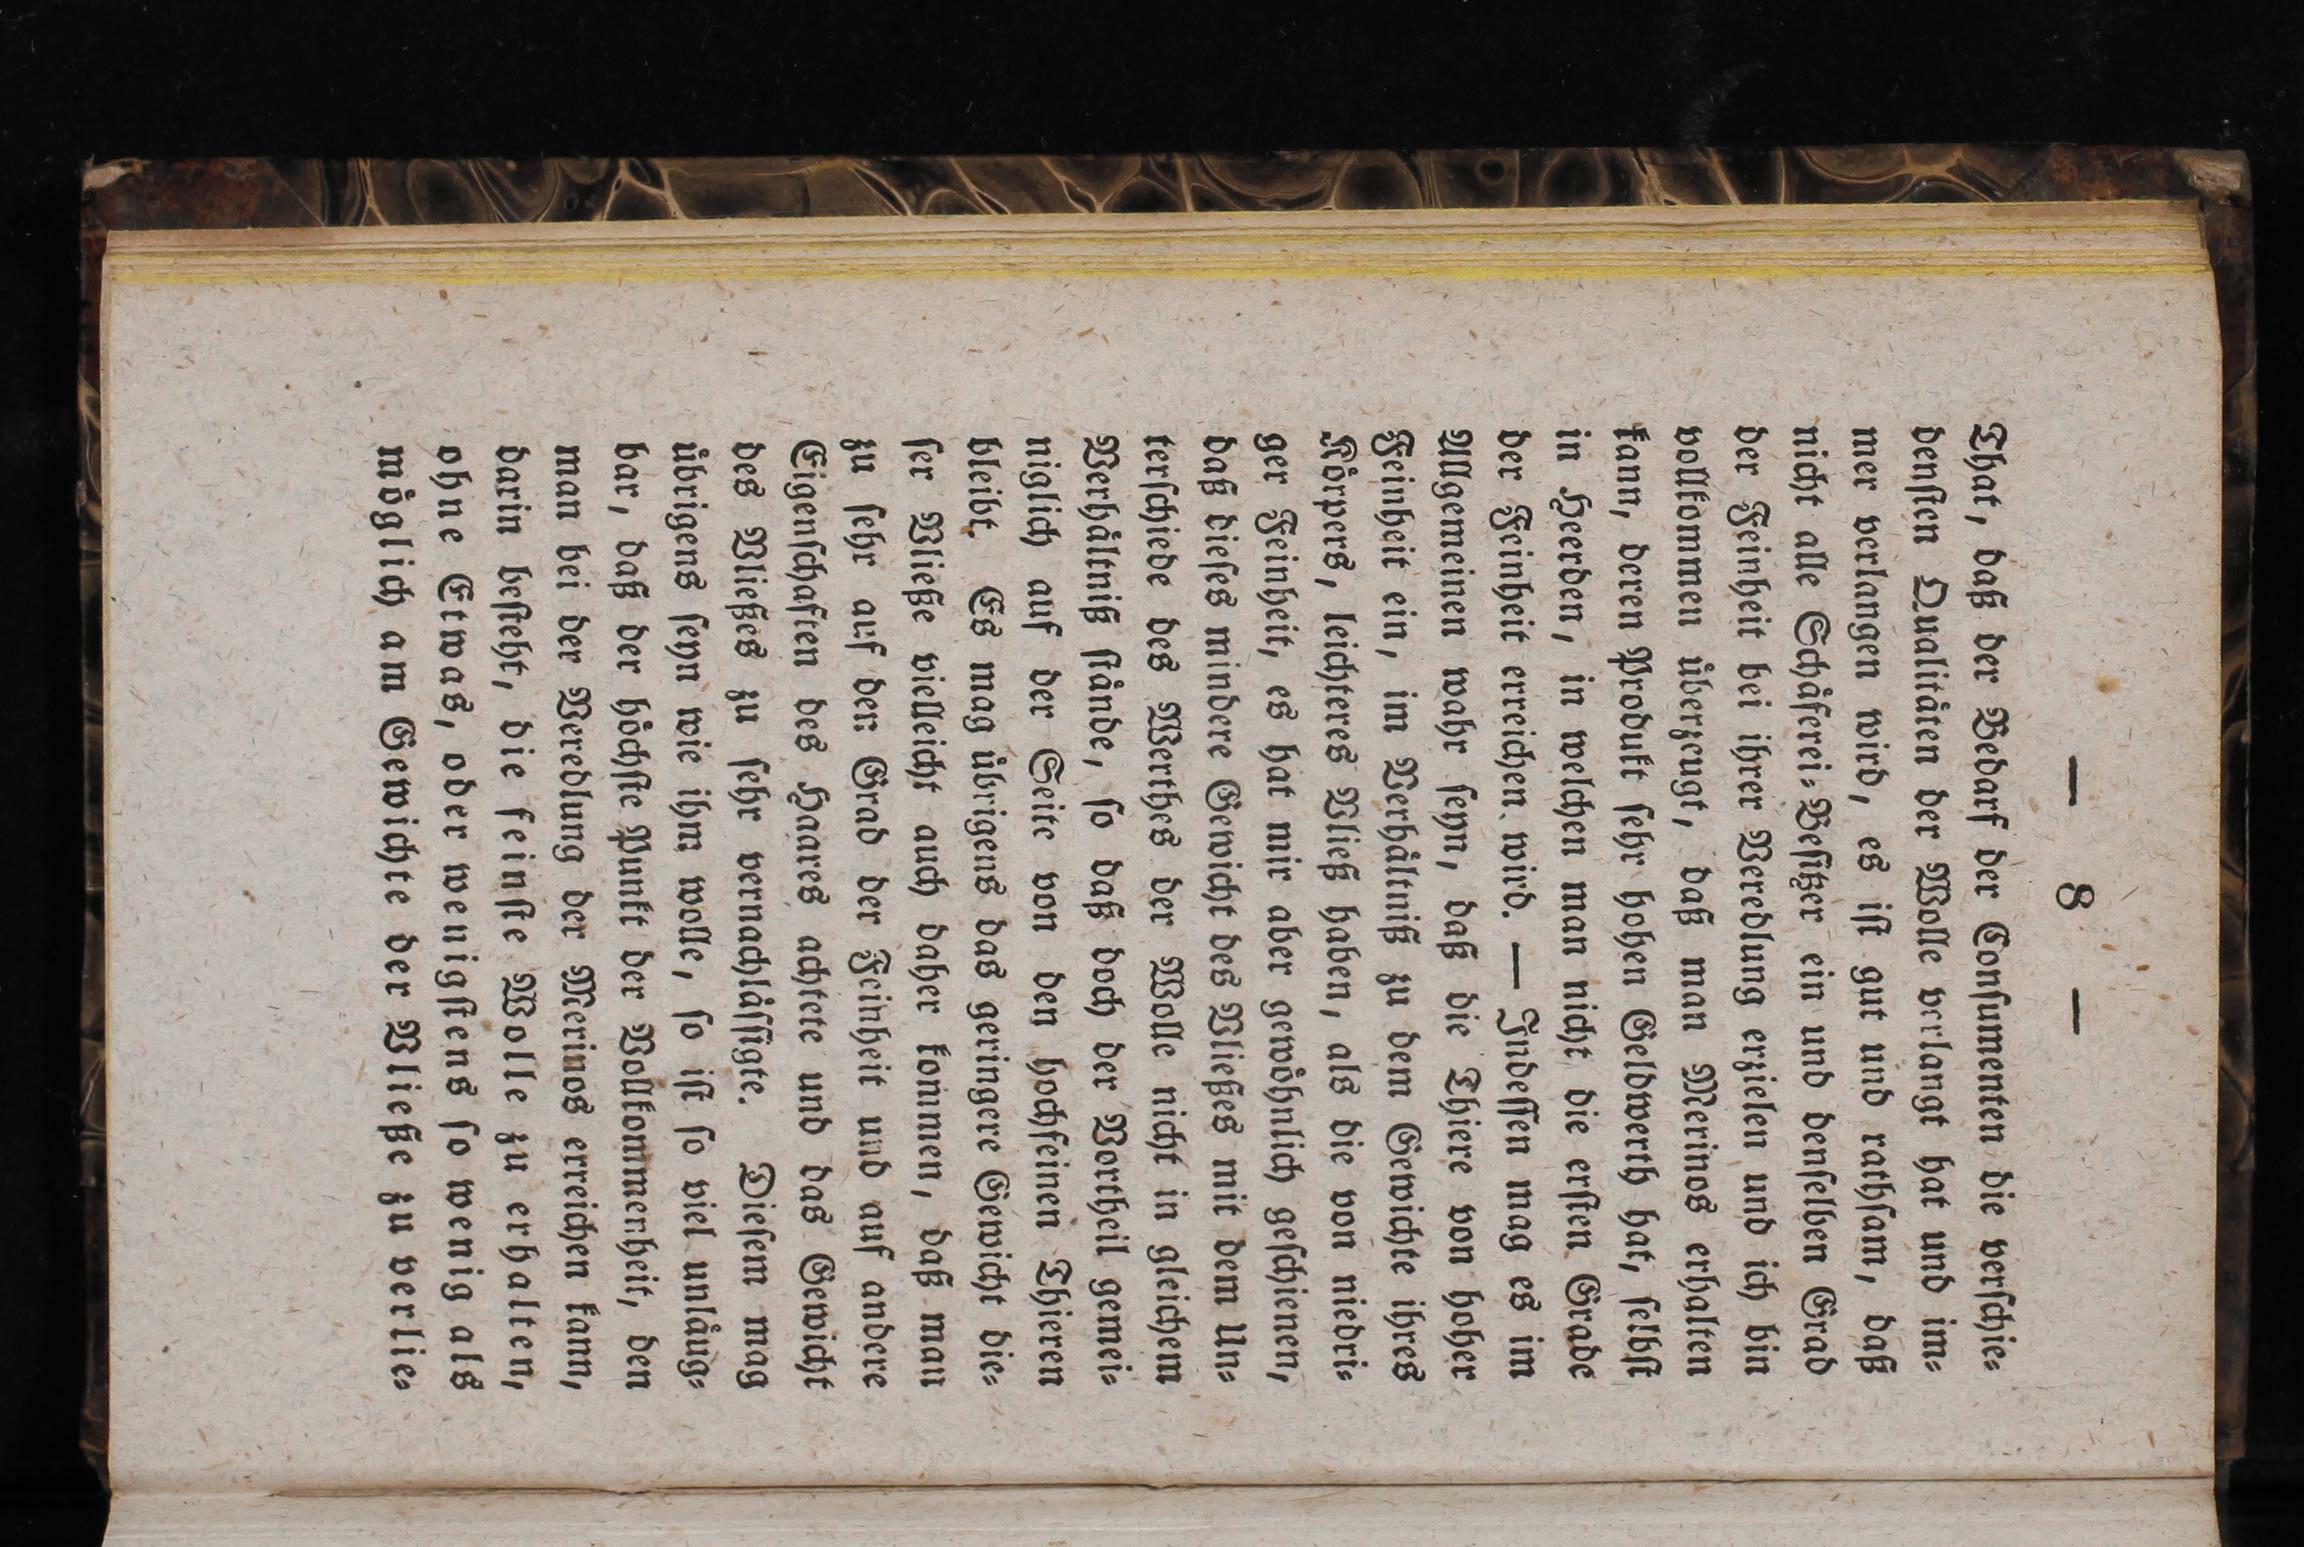 — 8 —
That, daß der Bedarf der Consumenten die verschie-
densten Qualitäten der Wolle verlangt hat und im-
mer verlangen wird, es ist gut und rathsam, daß
nicht alle Schäferei-Besitzer ein und denselben Grad
der Feinheit bei ihrer Veredlung erzielen und ich bin
vollkommen überzeugt, daß man Merinos erhalten
kann, deren Produkt sehr hohen Geldwerth hat, selbst
in Heerden, in welchen man nicht die ersten Grade
der Feinheit erreichen wird. — Indessen mag es im
Allgemeinen wahr seyn, daß die Thiere von hoher
Feinheit ein, im Verhältniß zu dem Gewichte ihres
Körpers, leichteres Vließ haben, als die von niedri-
ger Feinheit, es hat mir aber gewöhnlich geschienen,
daß dieses mindere Gewicht des Vließes mit dem Un-
terschiede des Werthes der Wolle nicht in gleichem
Verhältniß stände, so daß doch der Vortheil gemei-
niglich auf der Seite von den hochfeinen Thieren
bleibt. Es mag übrigens das geringere Gewicht die-
ser Vließe vielleicht auch daher kommen, daß man
zu sehr auf den Grad der Feinheit und auf andere
Eigenschaften des Haares achtete und das Gewicht
des Vließes zu sehr vernachläßigte. Diesem mag
übrigens seyn wie ihm wolle, so ist so viel unläug-
bar, daß der höchste Punkt der Vollkommenheit, den
man bei der Veredlung der Merinos erreichen kann,
darin besteht, die feinste Wolle zu erhalten,
ohne Etwas, oder wenigstens so wenig als
möglich am Gewichte der Vließe zu verlie-